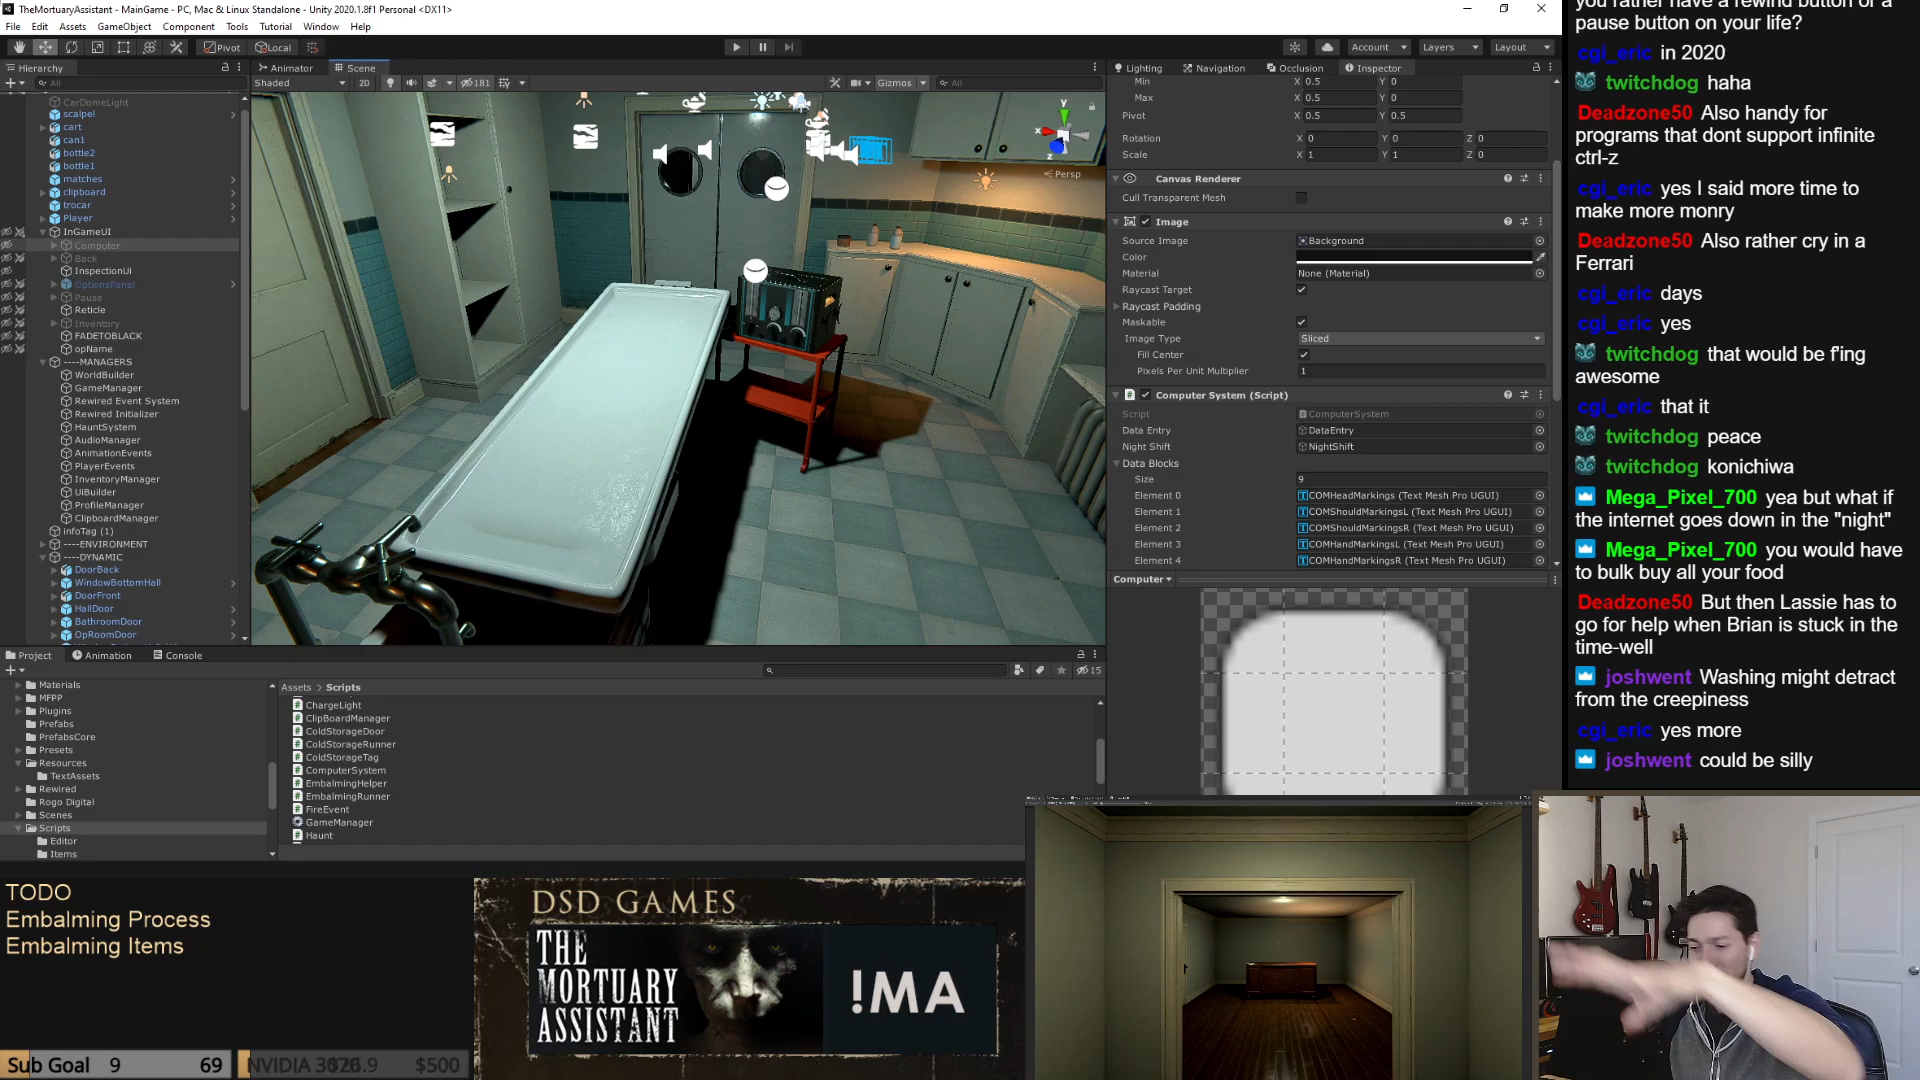 TheMortuaryAssistant - MainGame - PC, Mac & Linux Standalone - Unity 2020.1.8f1 Personal <DX11>
File Edit Assets GameObject Component Tools Tutorial Window Help
Pivot Local
Account Layers Layout
Hierarchy
All
CarDomeLight
scalpel
cart
can1
bottle2
bottle1
matches
clipboard
trocar
Player
InGameUI
Computer
Back
InspectionUi
OptionsPanel
Pause
Reticle
Inventory
FADETOBLACK
opName
----MANAGERS
WorldBuilder
GameManager
Rewired Event System
Rewired Initializer
HauntSystem
AudioManager
AnimationEvents
PlayerEvents
InventoryManager
UiBuilder
ProfileManager
ClipboardManager
infoTag (1)
----ENVIRONMENT
----DYNAMIC
DoorBack
WindowBottomHall
DoorFront
HallDoor
BathroomDoor
OpRoomDoor
Animator Scene
Shaded 2D 181 Gizmos All
y
x
z
Persp
Lighting Navigation Occlusion Inspector
Min X 0.5 Y 0
Max X 0.5 Y 0
Pivot X 0.5 Y 0.5
Rotation X 0 Y 0 Z 0
Scale X 1 Y 1 Z 0
Canvas Renderer
Cull Transparent Mesh
Image
Source Image Background
Color
Material None (Material)
Raycast Target
Raycast Padding
Maskable
Image Type Sliced
Fill Center
Pixels Per Unit Multiplier 1
Computer System (Script)
Script ComputerSystem
Data Entry DataEntry
Night Shift NightShift
Data Blocks
Size 9
Element 0 COMHeadMarkings (Text Mesh Pro UGUI)
Element 1 COMShouldMarkingsL (Text Mesh Pro UGUI)
Element 2 COMShouldMarkingsR (Text Mesh Pro UGUI)
Element 3 COMHandMarkingsL (Text Mesh Pro UGUI)
Element 4 COMHandMarkingsR (Text Mesh Pro UGUI)
Computer
Project Animation Console
15
Materials
MFPP
Plugins
Prefabs
PrefabsCore
Presets
Resources
TextAssets
Rewired
Rogo Digital
Scenes
Scripts
Editor
Items
Assets > Scripts
ChargeLight
ClipBoardManager
ColdStorageDoor
ColdStorageRunner
ColdStorageTag
ComputerSystem
EmbalmingHelper
EmbalmingRunner
FireEvent
GameManager
Haunt
you rather have a rewind button or a
pause button on your life?
cgi_eric in 2020
twitchdog haha
Deadzone50 Also handy for
programs that dont support infinite
ctrl-z
cgi_eric yes I said more time to
make more monry
Deadzone50 Also rather cry in a
Ferrari
cgi_eric days
cgi_eric yes
twitchdog that would be f'ing
awesome
cgi_eric that it
twitchdog peace
twitchdog konichiwa
Mega_Pixel_700 yea but what if
the internet goes down in the "night"
Mega_Pixel_700 you would have
to bulk buy all your food
Deadzone50 But then Lassie has to
go for help when Brian is stuck in the
time-well
joshwent Washing might detract
from the creepiness
cgi_eric yes more
joshwent could be silly
TODO
Embalming Process
Embalming Items
Sub Goal 9 69
$500
DSD GAMES
THE
MORTUARY
ASSISTANT
!MA